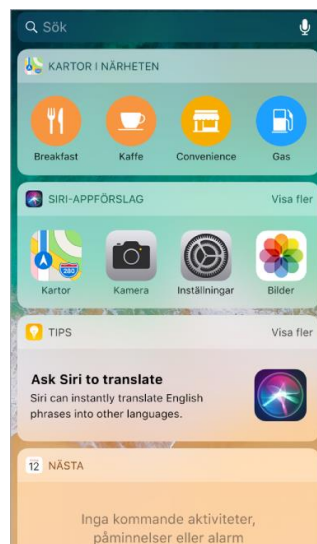 Sök
KARTOR I NÄRHETEN
Breakfast Kaffe Convenience Gas
SIRI-APPFÖRSLAG Visa fler
280
Kartor Kamera Inställningar Bilder
TIPS Visa fler
Ask Siri to translate
Siri can instantly translate English
phrases into other languages.
12 NÄSTA
Inga kommande aktiviteter,
påminnelser eller alarm